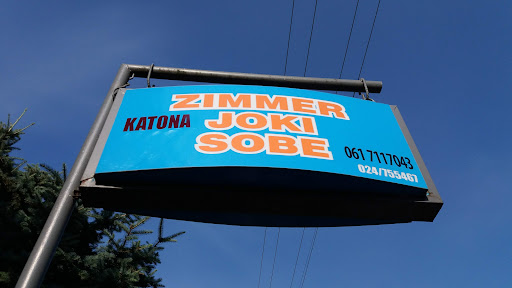 ZIMMER
KATONA JOKI
SOBE
061 7117043
024/755467